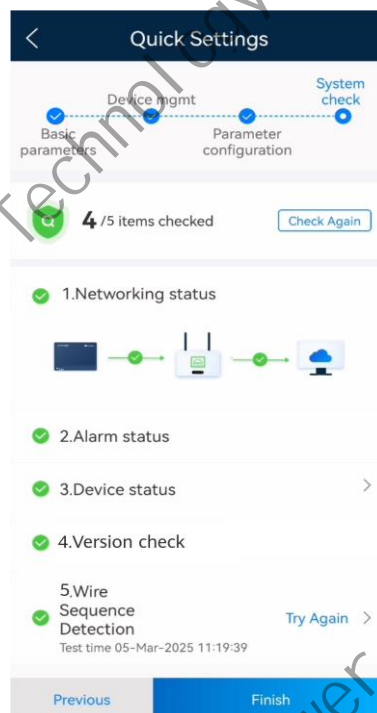 Quick Settings
Device mgmt
System
check
Basic
parameters
Parameter
configuration
4 /5 items checked
Check Again
1.Networking status
2.Alarm status
3.Device status
4.Version check
5.Wire
Sequence
Detection
Try Again
Test time 05-Mar-2025 11:19:39
Previous
Finish
Technology